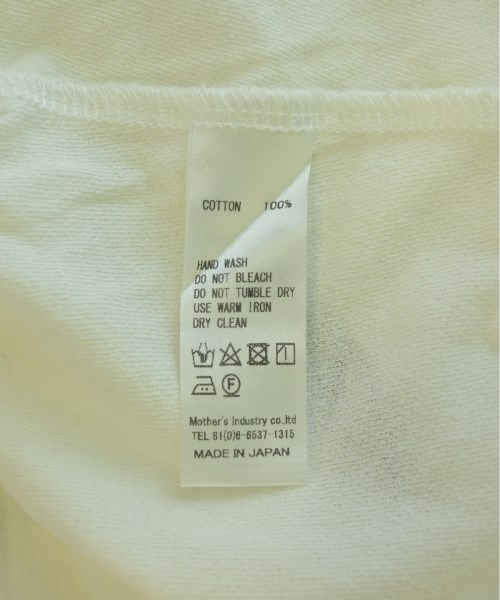 COTTON 100%
HAND WASH
DO NOT BLEACH
DO NOT TUMBLE DRY
USE WARM IRON
DRY CLEAN
F
Mother's Industry co.,ltd
TEL 81(0)6-6537-1315
MADE IN JAPAN